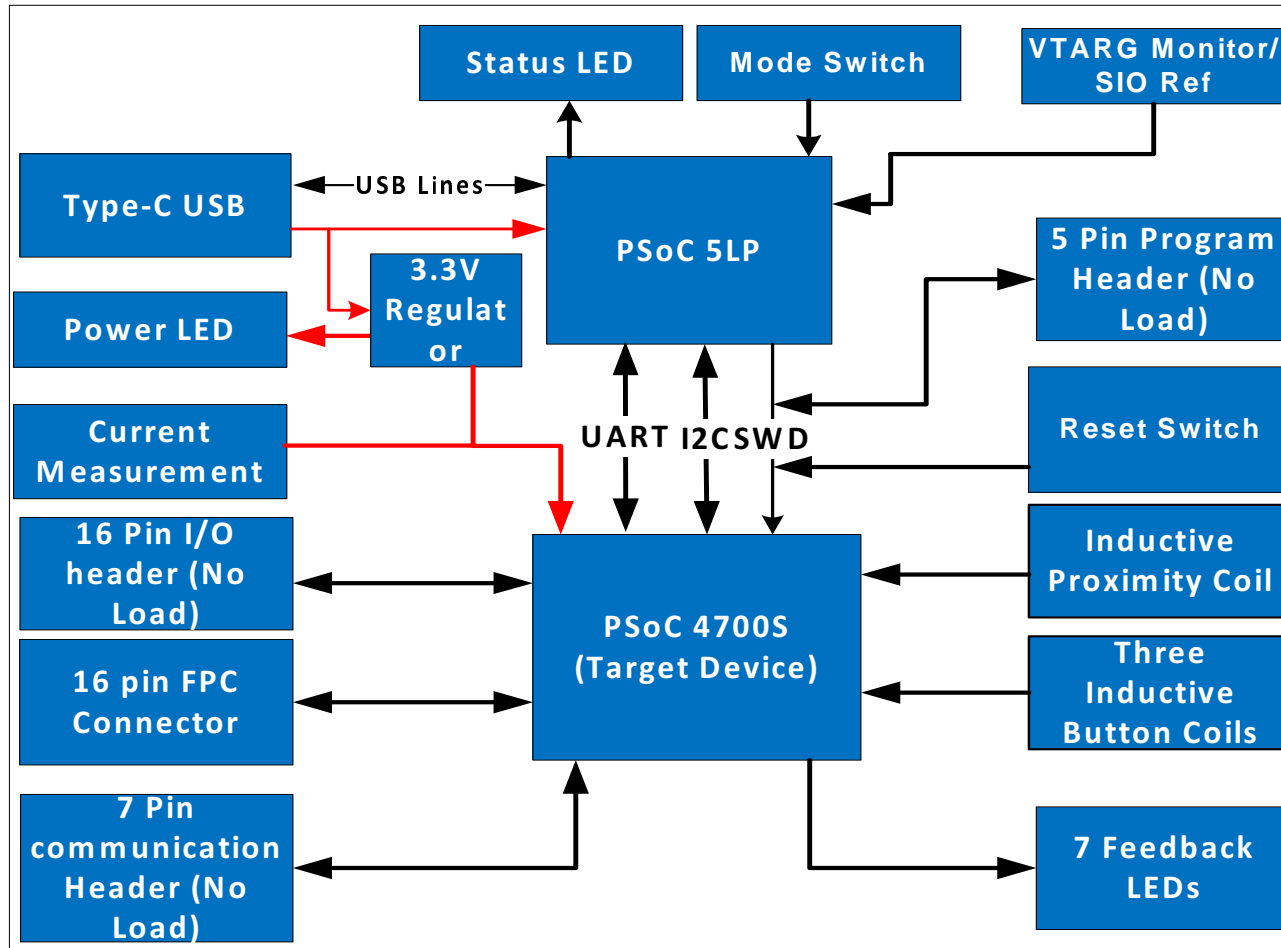 Status LED
Mode Switch
VTARG Monitor/
SIO Ref
Type-C USB
USB Lines
PSoC 5LP
5 Pin Program
Header (No
Load)
3.3V
Regulat
or
Power LED
Current
Measurement
UART
I2C
SWD
Reset Switch
16 Pin I/O
header (No
Load)
PSoC 4700S
(Target Device)
Inductive
Proximity Coil
16 pin FPC
Connector
Three
Inductive
Button Coils
7 Pin
communication
Header (No
Load)
7 Feedback
LEDs